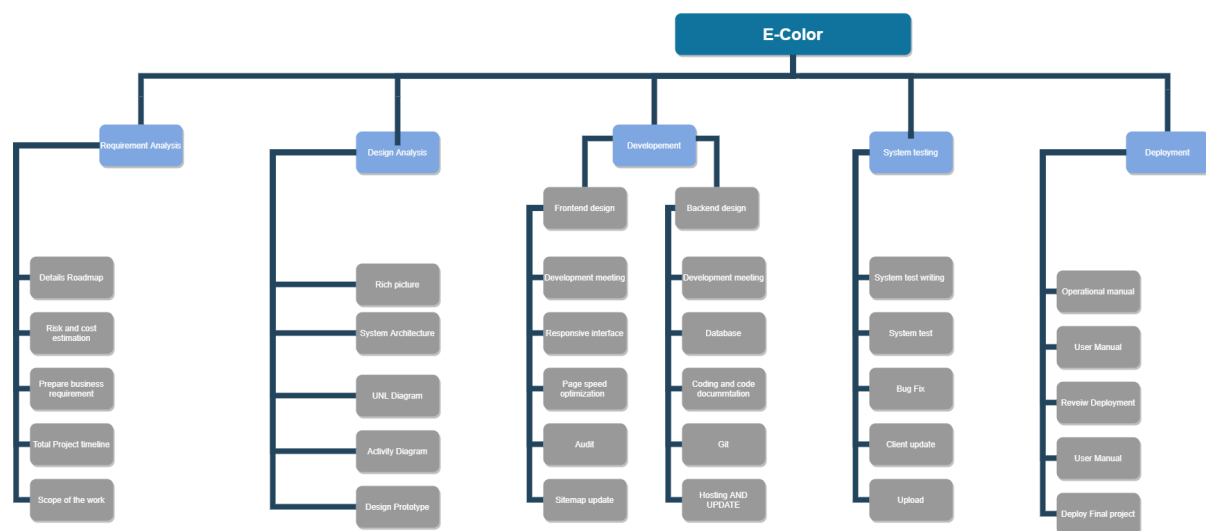 E-Color
Requirement Analysis
Design Analysis
Developement
System testing
Deployment
Frontend design
Backend design
Details Roadmap
Risk and cost
estimation
Prepare business
requirement
Total Project timeline
Scope of the work
Rich picture
System Architecture
UNL Diagram
Activity Diagram
Design Prototype
Development meeting
Responsive interface
Page speed
optimization
Audit
Sitemap update
Development meeting
Database
Coding and code
documrntation
Git
Hosting AND
UPDATE
System test writing
System test
Bug Fix
Client update
Upload
Operational manual
User Manual
Reveiw Deployment
User Manual
Deploy Final project